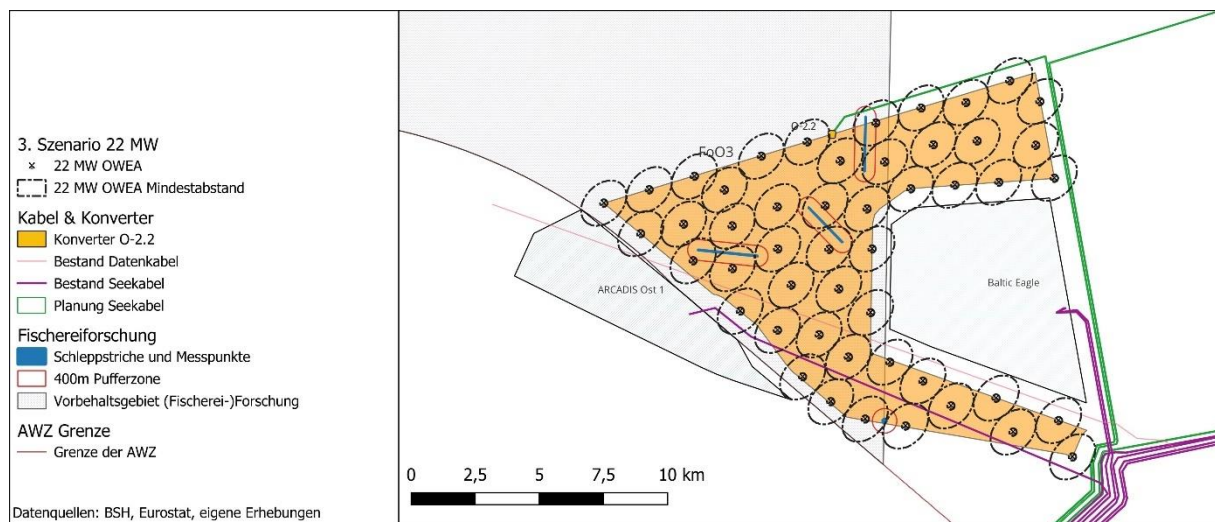 3. Szenario 22 MW
22 MW OWEA
22 MW OWEA Mindestabstand
Kabel & Konverter
Konverter O-2.2
Bestand Datenkabel
Bestand Seekabel
Planung Seekabel
Fischereiforschung
Schleppstriche und Messpunkte
400m Pufferzone
Vorbehaltsgebiet (Fischerei-)Forschung
AWZ Grenze
Grenze der AWZ
Datenquellen: BSH, Eurostat, eigene Erhebungen
O-2.2
FoO3
ARCADIS Ost 1
Baltic Eagle
0 2,5 5 7,5 10 km